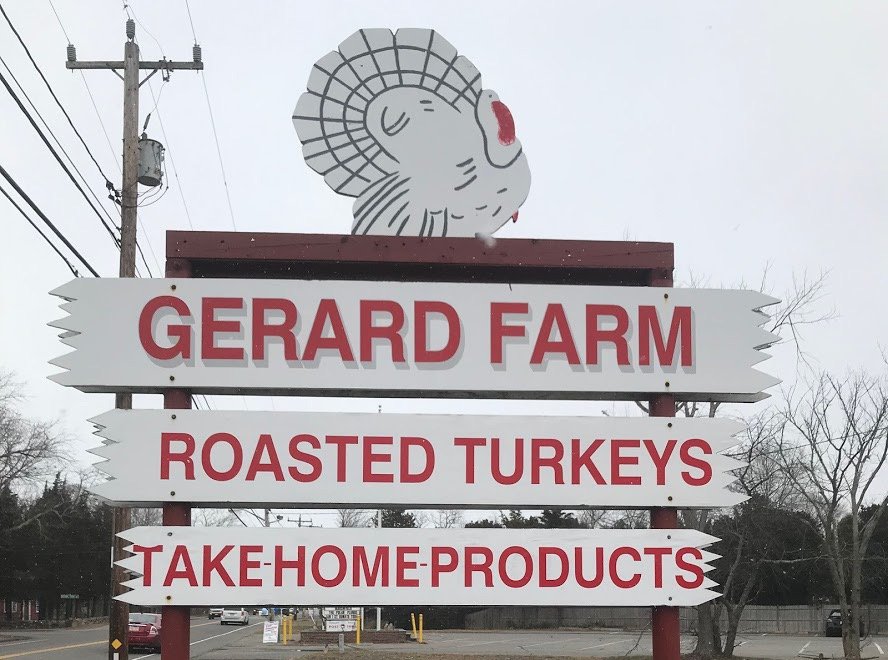 GERARD FARM
ROASTED TURKEYS
TAKE-HOME-PRODUCTS